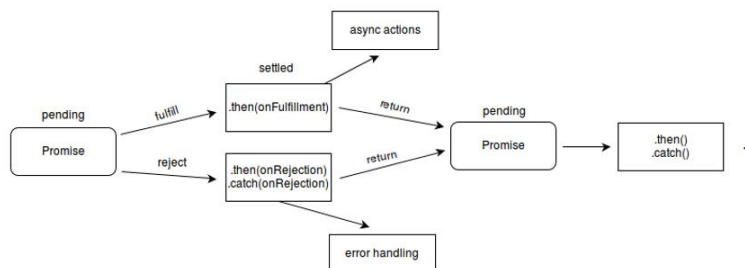 async actions
settled
pending
fulfill
.then(onFulfillment)
return
pending
Promise
Promise
.then()
.catch()
reject
.then(onRejection)
.catch(onRejection)
return
error handling